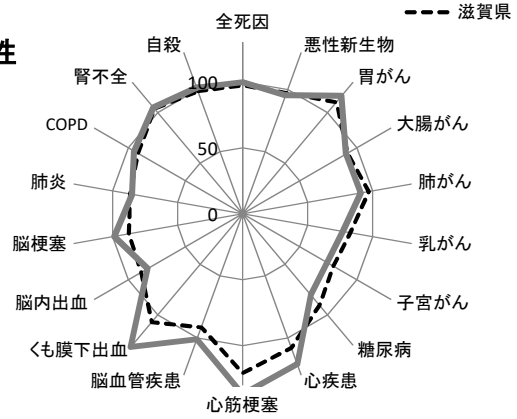 滋賀県
性
全死因
悪性新生物
胃がん
大腸がん
肺がん
乳がん
子宮がん
糖尿病
心疾患
心筋梗塞
脳血管疾患
くも膜下出血
脳内出血
脳梗塞
肺炎
COPD
腎不全
自殺
100
50
0